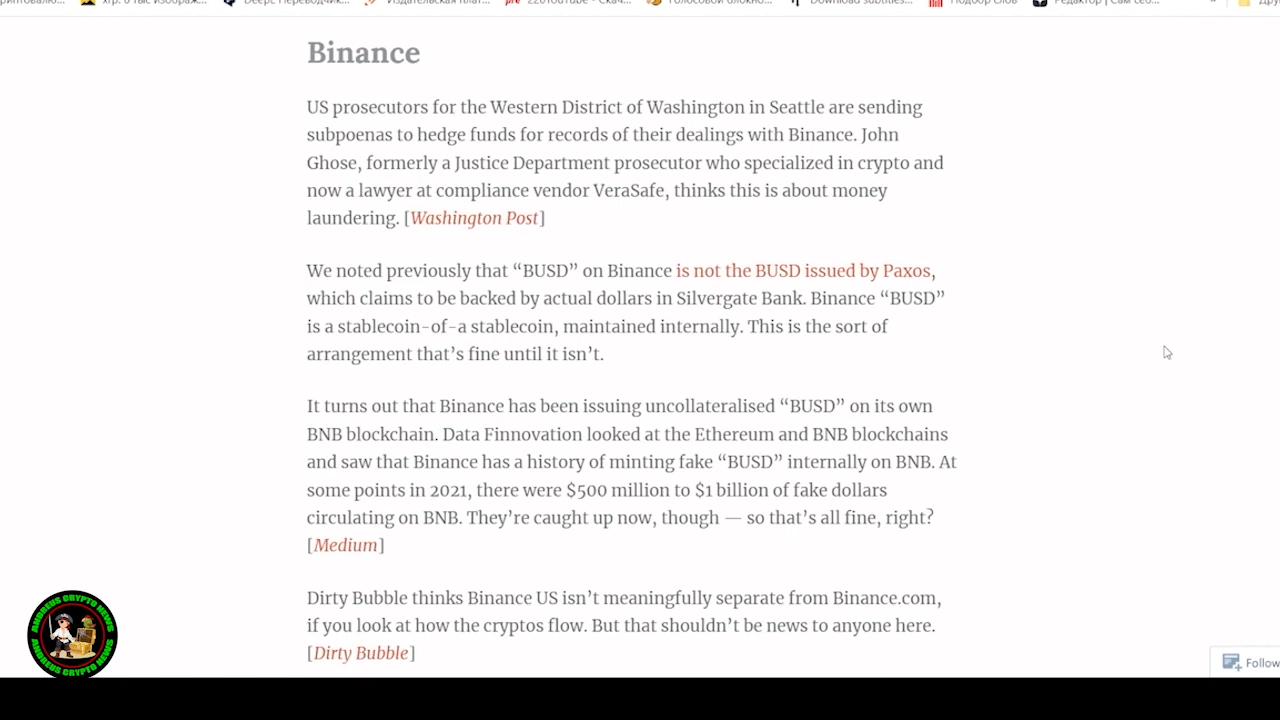 Binance
US prosecutors for the Western District of Washington in Seattle are sending
subpoenas to hedge funds for records of their dealings with Binance. John
Ghose, formerly a Justice Department prosecutor who specialized in crypto and
now a lawyer at compliance vendor VeraSafe, thinks this is about money
laundering. [Washington Post]
We noted previously that “BUSD” on Binance is not the BUSD issued by Paxos,
which claims to be backed by actual dollars in Silvergate Bank. Binance “BUSD”
is a stablecoin-of-a stablecoin, maintained internally. This is the sort of
arrangement that’s fine until it isn’t.
It turns out that Binance has been issuing uncollateralised “BUSD” on its own
BNB blockchain. Data Finnovation looked at the Ethereum and BNB blockchains
and saw that Binance has a history of minting fake “BUSD” internally on BNB. At
some points in 2021, there were $500 million to $1 billion of fake dollars
circulating on BNB. They’re caught up now, though — so that’s all fine, right?
[Medium]
Dirty Bubble thinks Binance US isn’t meaningfully separate from Binance.com,
if you look at how the cryptos flow. But that shouldn’t be news to anyone here.
[Dirty Bubble]
ANDREUS CRYPTO NEWS
ANDREUS CRYPTO NEWS
Follow